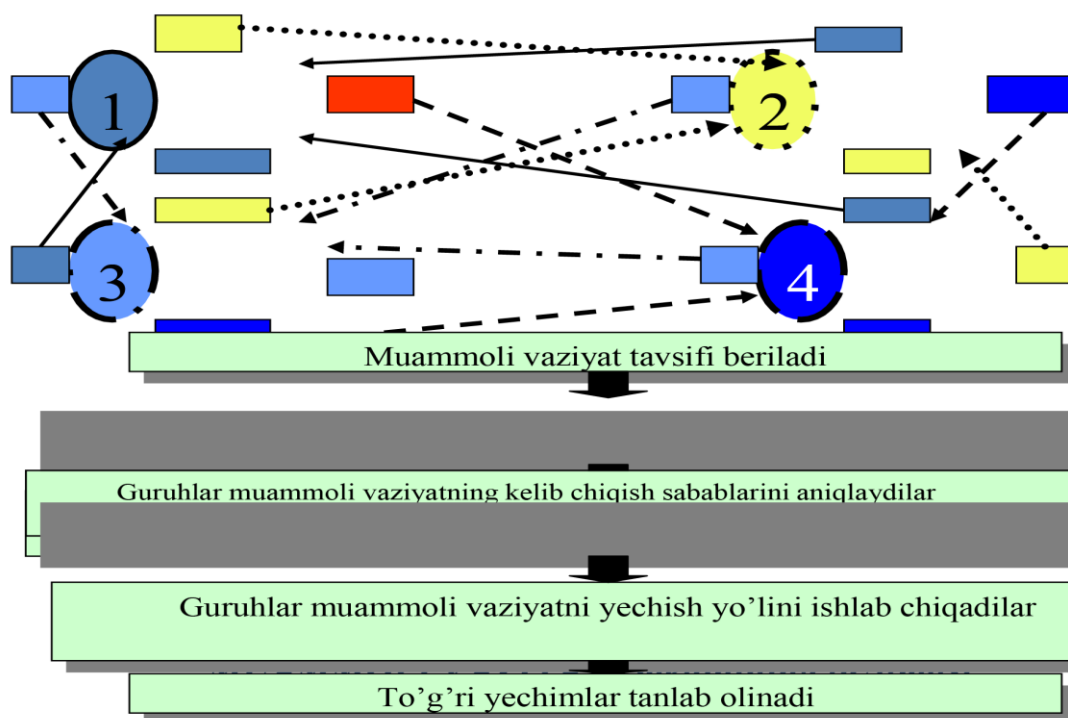 1
2
3
4
Muammoli vaziyat tavsifi beriladi
Guruhlar muammoli vaziyatning kelib chiqish sabablarini aniqlaydilar
Guruhlar muammoli vaziyatni yechish yo’lini ishlab chiqadilar
To’g’ri yechimlar tanlab olinadi